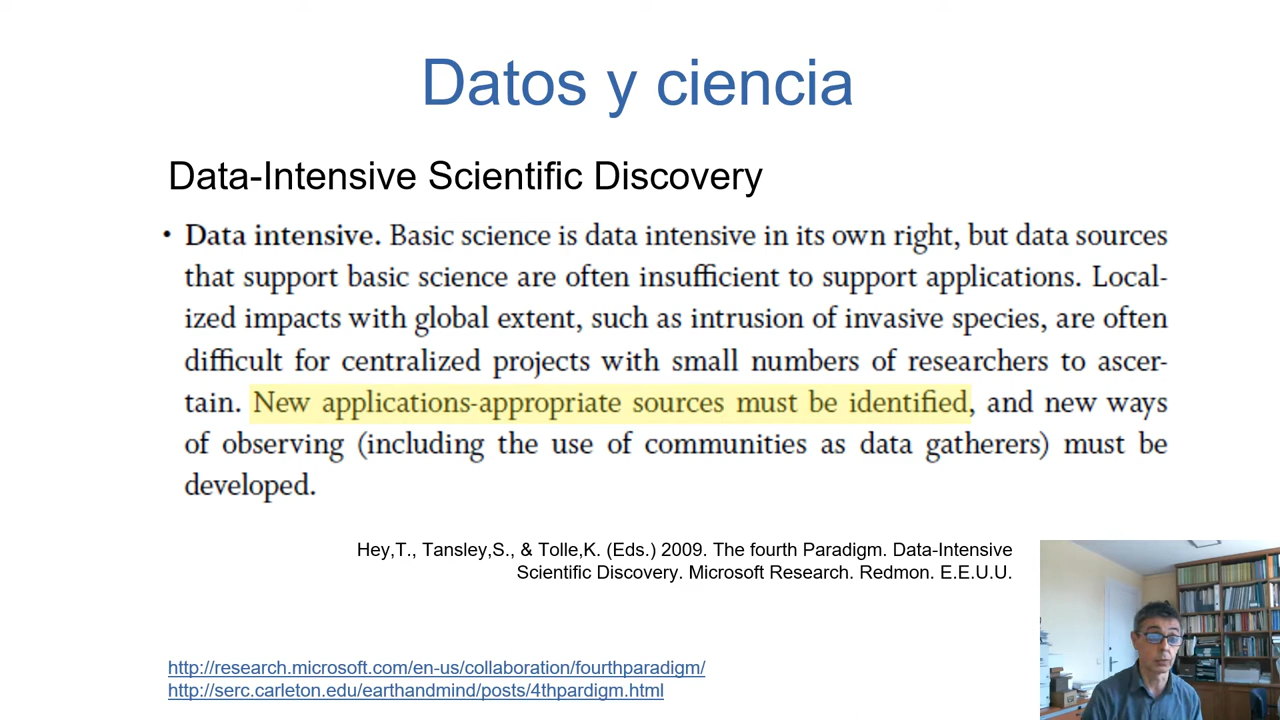 Datos y ciencia
Data-Intensive Scientific Discovery
• Data intensive. Basic science is data intensive in its own right, but data sources
that support basic science are often insufficient to support applications. Local-
ized impacts with global extent, such as intrusion of invasive species, are often
difficult for centralized projects with small numbers of researchers to ascer-
tain. New applications-appropriate sources must be identified, and new ways
of observing (including the use of communities as data gatherers) must be
developed.
Hey,T., Tansley,S., & Tolle,K. (Eds.) 2009. The fourth Paradigm. Data-Intensive
Scientific Discovery. Microsoft Research. Redmon. E.E.U.U.
http://research.microsoft.com/en-us/collaboration/fourthparadigm/
http://serc.carleton.edu/earthandmind/posts/4thpardigm.html